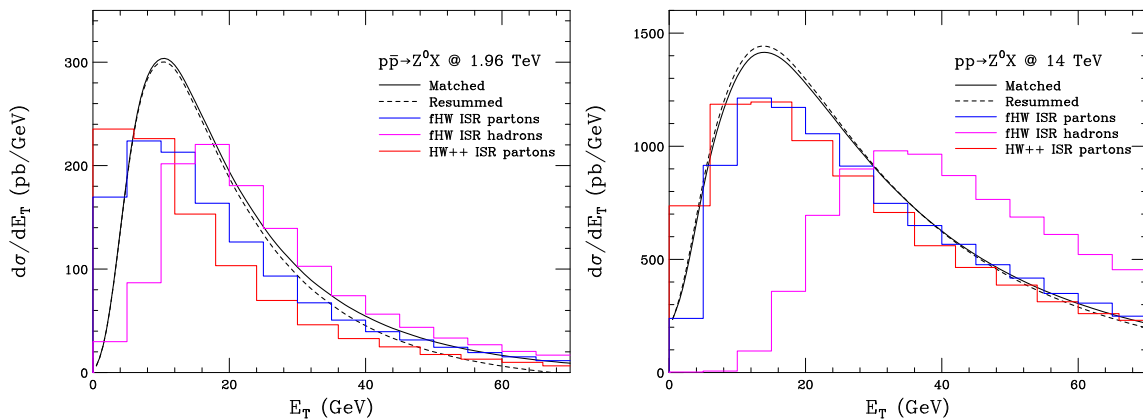 pp̄→Z⁰X @ 1.96 TeV
Matched
Resummed
fHW ISR partons
fHW ISR hadrons
HW++ ISR partons
dσ/dE_T (pb/GeV)
300
200
100
0
0 20 40 60
E_T (GeV)
pp→Z⁰X @ 14 TeV
Matched
Resummed
fHW ISR partons
fHW ISR hadrons
HW++ ISR partons
dσ/dE_T (pb/GeV)
1500
1000
500
0
0 20 40 60
E_T (GeV)